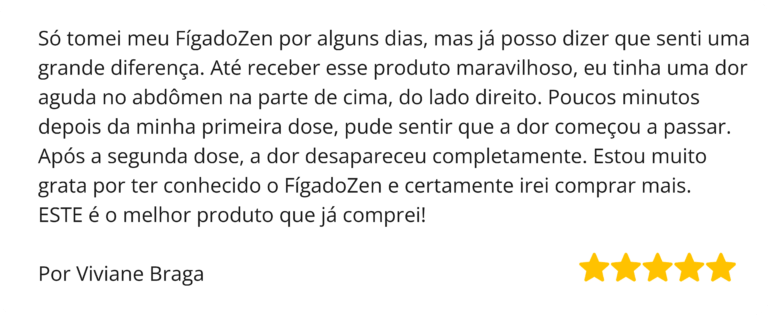 Só tomei meu FígadoZen por alguns dias, mas já posso dizer que senti uma
grande diferença. Até receber esse produto maravilhoso, eu tinha uma dor
aguda no abdômen na parte de cima, do lado direito. Poucos minutos
depois da minha primeira dose, pude sentir que a dor começou a passar.
Após a segunda dose, a dor desapareceu completamente. Estou muito
grata por ter conhecido o FígadoZen e certamente irei comprar mais.
ESTE é o melhor produto que já comprei!
Por Viviane Braga